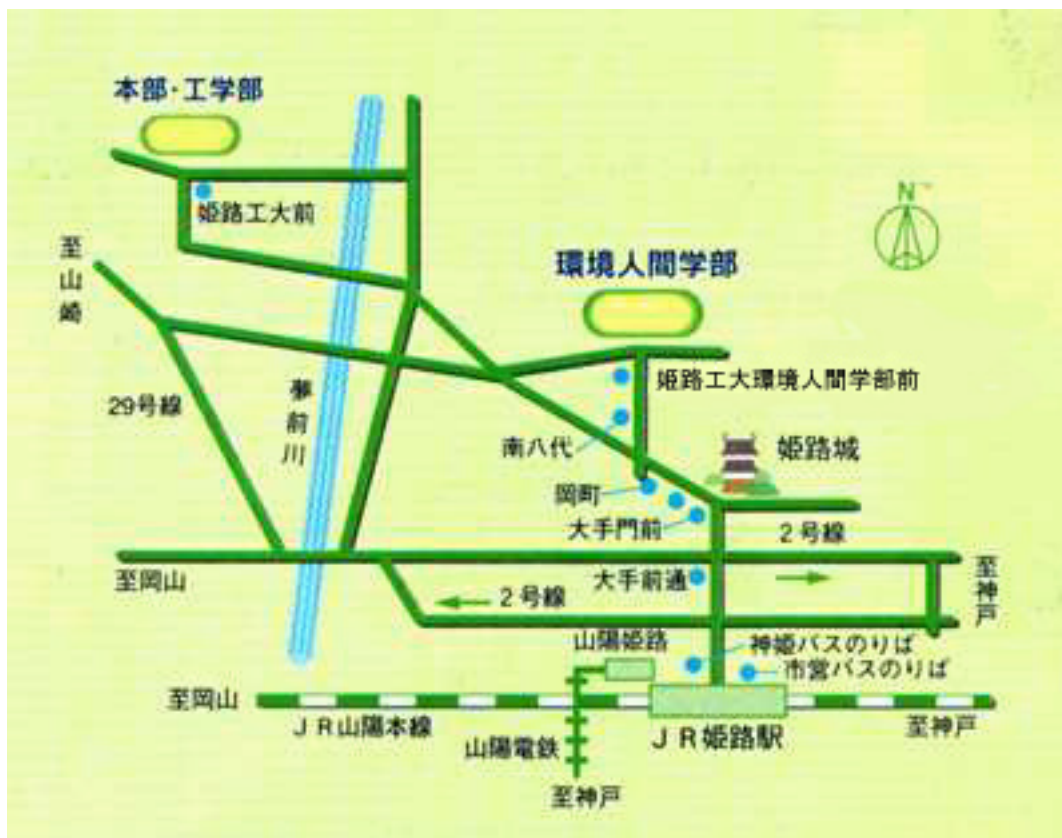 本部・工学部
N
姫路工大前
環境人間学部
至山崎
姫路工大環境人間学部前
29号線
夢前川
南八代
姫路城
岡町
大手門前
2号線
至岡山
大手前通
至神戸
2号線
山陽姫路
神姫バスのりば
市営バスのりば
至岡山
JR山陽本線
山陽電鉄
JR姫路駅
至神戸
至神戸